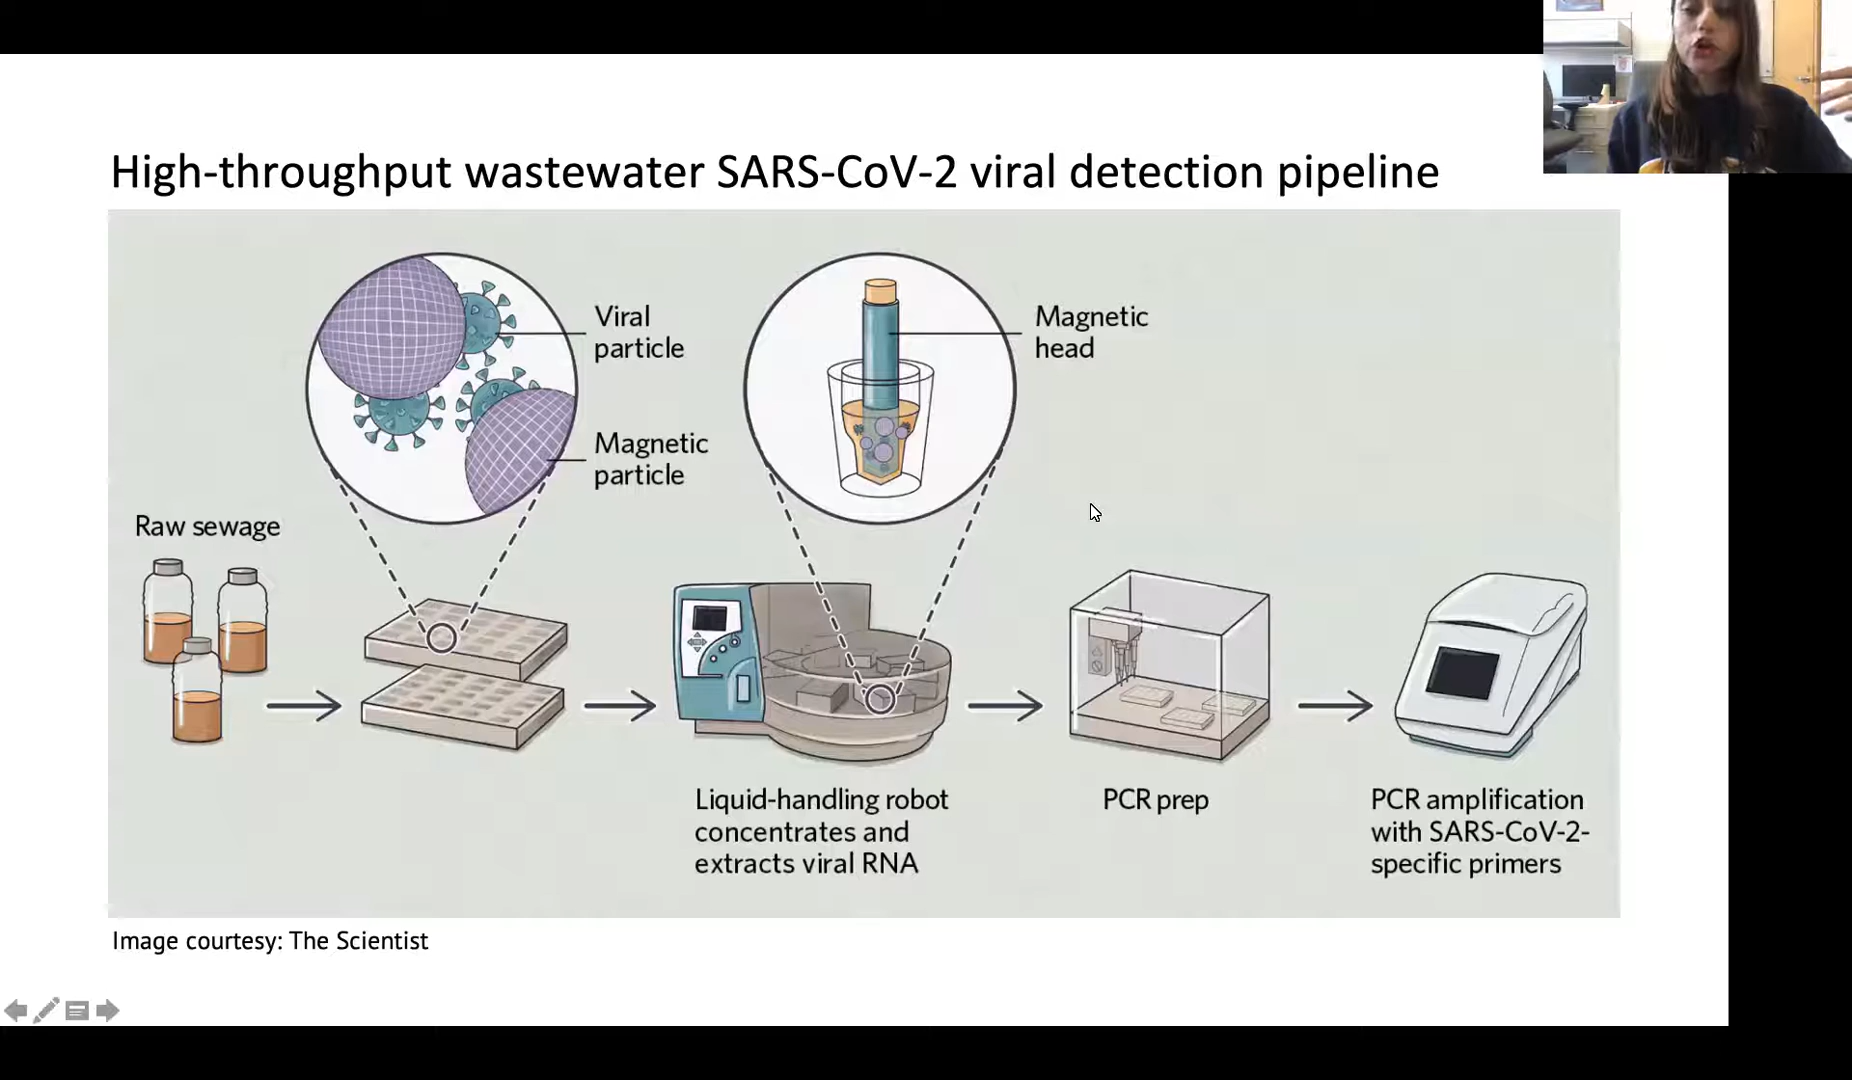 High-throughput wastewater SARS-CoV-2 viral detection pipeline
Viral
particle
Magnetic
particle
Magnetic
head
Raw sewage
Liquid-handling robot
concentrates and
extracts viral RNA
PCR prep
PCR amplification
with SARS-CoV-2-
specific primers
Image courtesy: The Scientist